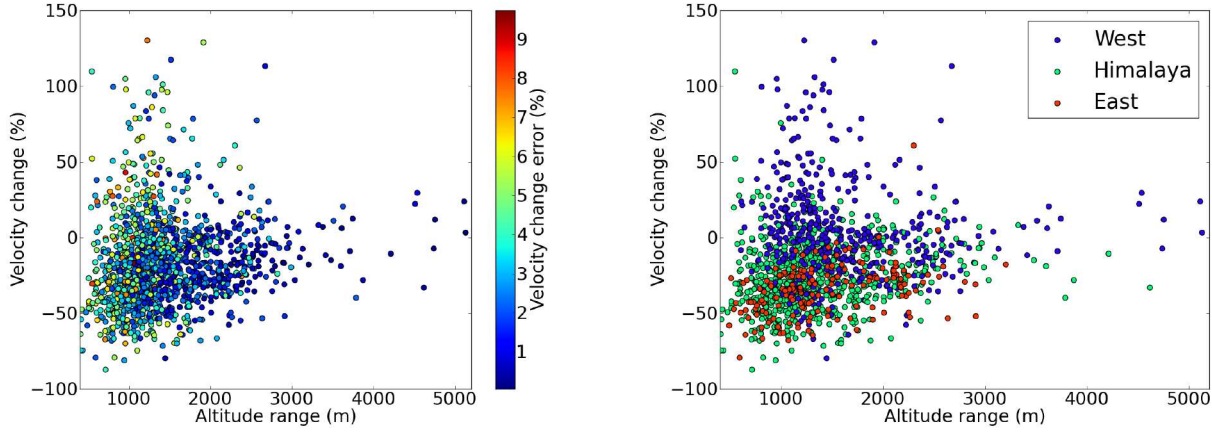 150
100
50
0
−50
−100
Velocity change (%)
1000 2000 3000 4000 5000
Altitude range (m)
9
8
7
6
5
4
3
2
1
Velocity change error (%)
150
100
50
0
−50
−100
Velocity change (%)
1000 2000 3000 4000 5000
Altitude range (m)
West
Himalaya
East